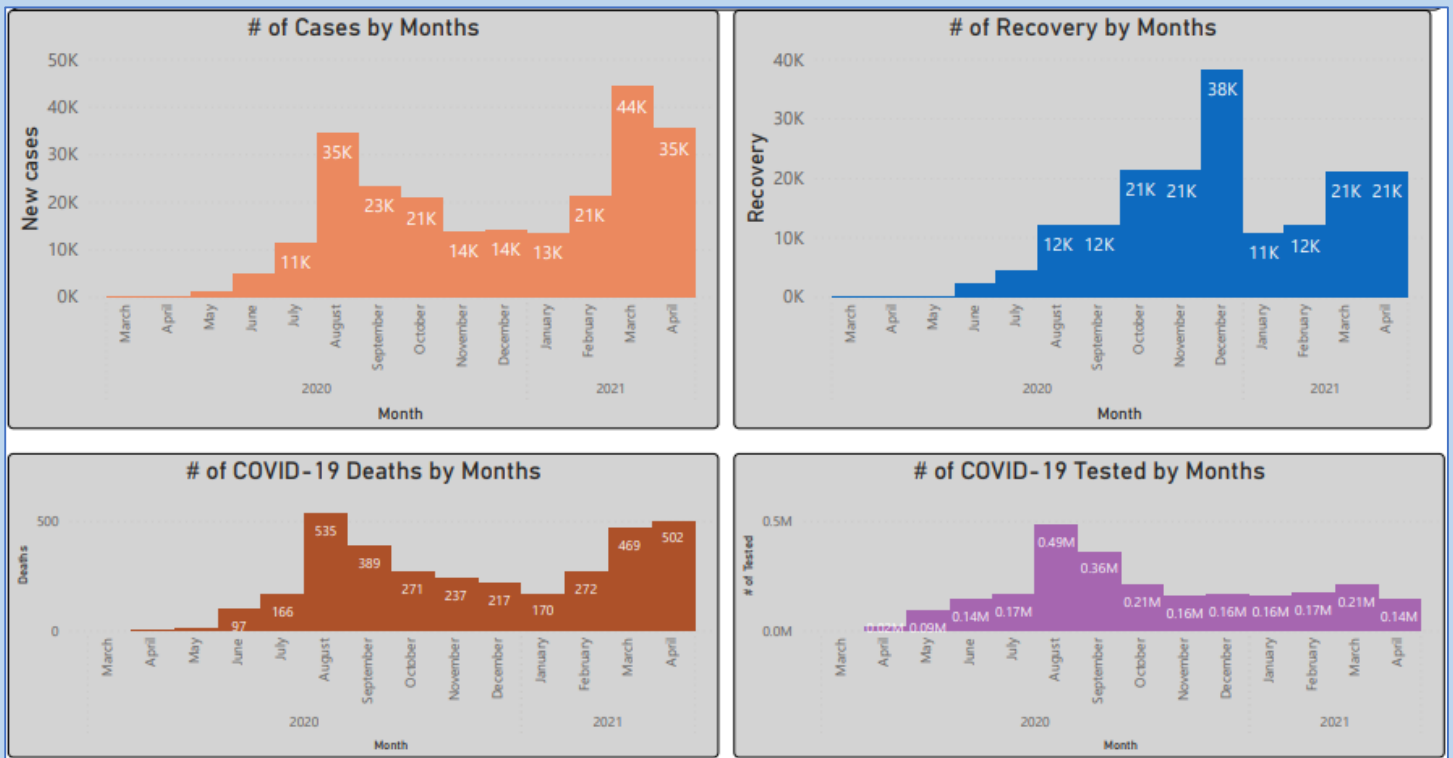 # of Cases by Months
50K
40K
30K
20K
10K
0K
New cases
11K
35K
23K
21K
14K
14K
13K
21K
44K
35K
March
April
May
June
July
August
September
October
November
December
January
February
March
April
2020
2021
Month
# of Recovery by Months
40K
30K
20K
10K
0K
Recovery
12K
12K
21K
21K
38K
11K
12K
21K
21K
March
April
May
June
July
August
September
October
November
December
January
February
March
April
2020
2021
Month
# of COVID-19 Deaths by Months
500
0
Deaths
97
166
535
389
271
237
217
170
272
469
502
March
April
May
June
July
August
September
October
November
December
January
February
March
April
2020
2021
Month
# of COVID-19 Tested by Months
0.5M
0.0M
# of Tested
0.02M
0.09M
0.14M
0.17M
0.49M
0.36M
0.21M
0.16M
0.16M
0.16M
0.17M
0.21M
0.14M
March
April
May
June
July
August
September
October
November
December
January
February
March
April
2020
2021
Month